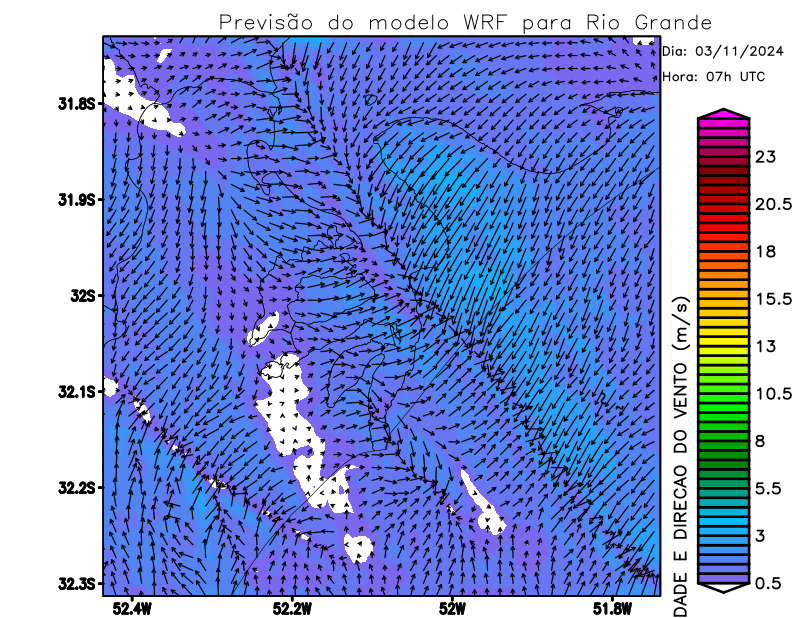 Previsão do modelo WRF para Rio Grande
Dia: 03/11/2024
Hora: 07h UTC
31.8S
31.9S
32S
32.1S
32.2S
32.3S
52.4W
52.2W
52W
51.8W
DADE E DIRECAO DO VENTO (m/s)
23
20.5
18
15.5
13
10.5
8
5.5
3
0.5